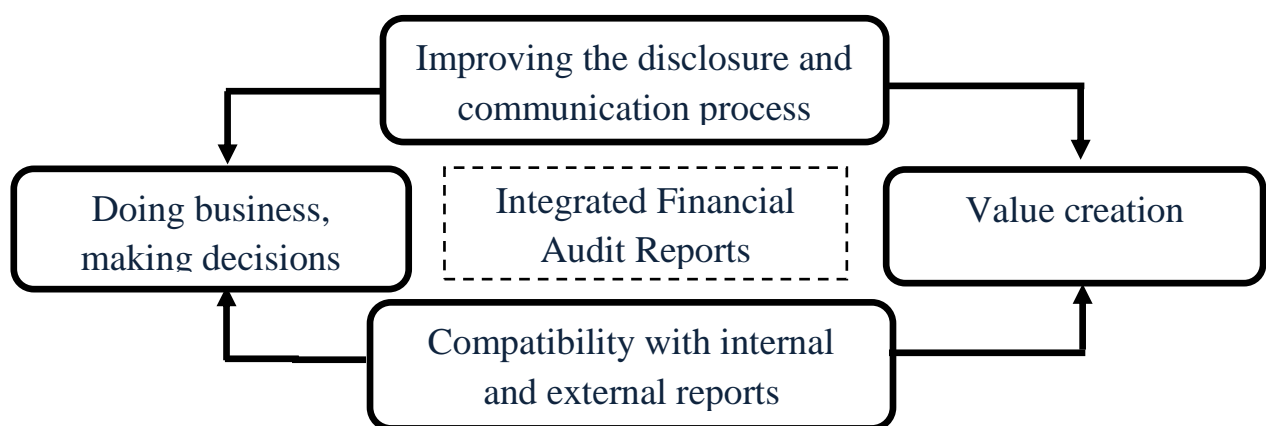 Improving the disclosure and
communication process
Doing business,
making decisions
Integrated Financial
Audit Reports
Value creation
Compatibility with internal
and external reports